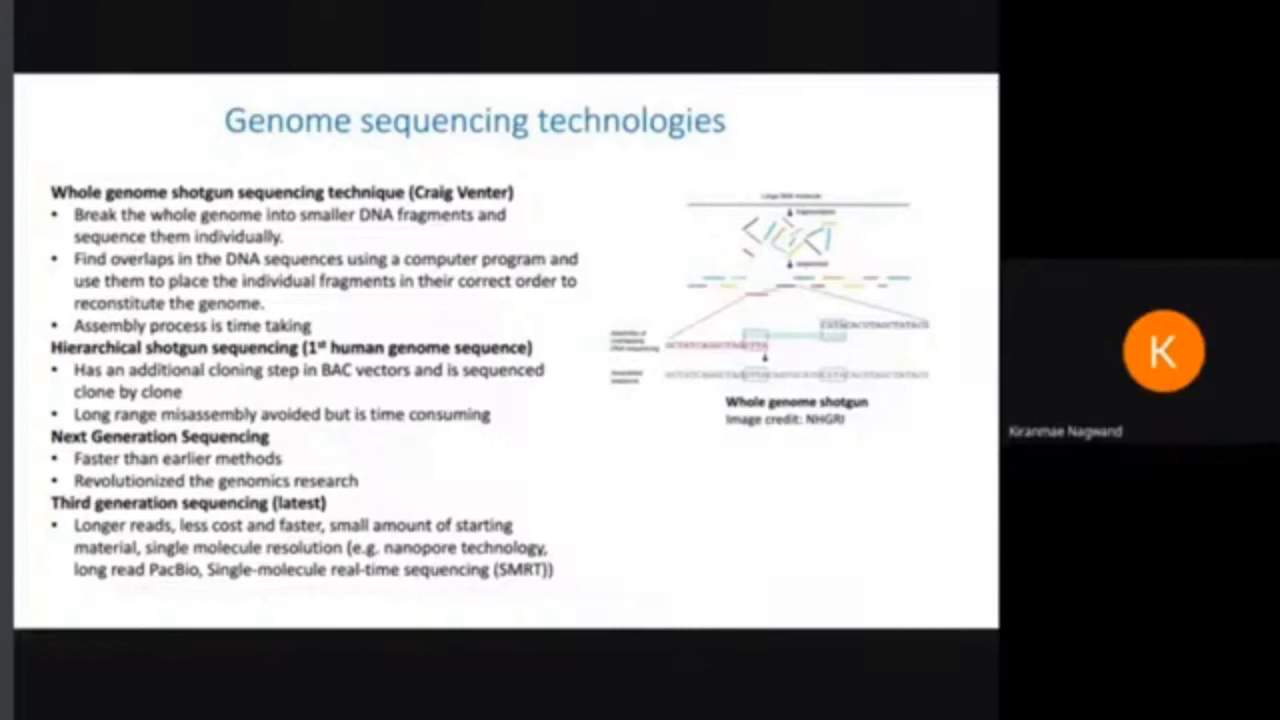 Genome sequencing technologies
Whole genome shotgun sequencing technique (Craig Venter)
• Break the whole genome into smaller DNA fragments and
sequence them individually.
• Find overlaps in the DNA sequences using a computer program and
use them to place the individual fragments in their correct order to
reconstitute the genome.
• Assembly process is time taking
Hierarchical shotgun sequencing (1st human genome sequence)
• Has an additional cloning step in BAC vectors and is sequenced
clone by clone
• Long range misassembly avoided but is time consuming
Next Generation Sequencing
• Faster than earlier methods
• Revolutionized the genomics research
Third generation sequencing (latest)
• Longer reads, less cost and faster, small amount of starting
material, single molecule resolution (e.g. nanopore technology,
long read PacBio, Single-molecule real-time sequencing (SMRT))
Whole genome shotgun
Image credit: NHGRI
K
Kiranmae Nagwand